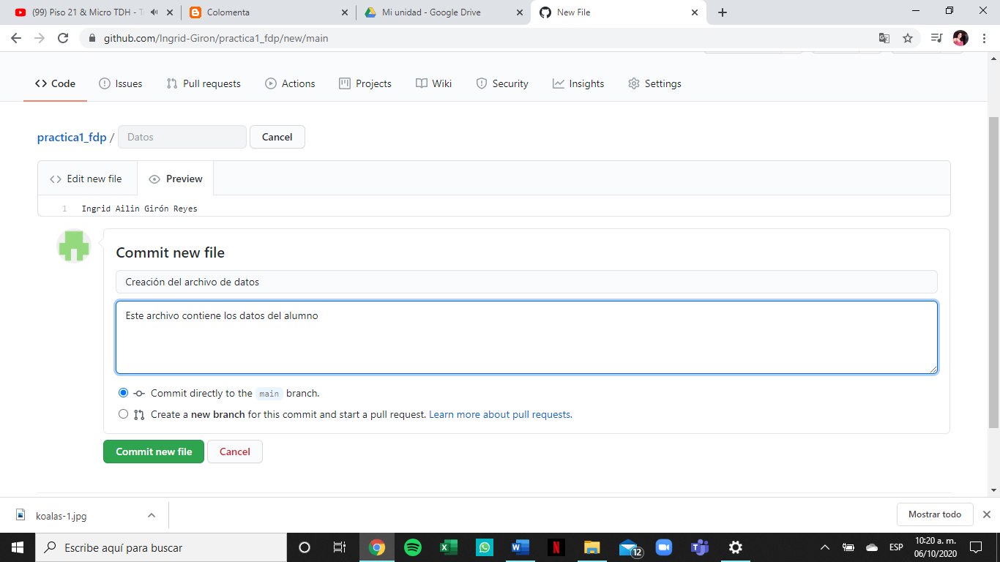 (99) Piso 21 & Micro TDH - T
Colomenta
Mi unidad - Google Drive
New File
github.com/Ingrid-Giron/practica1_fdp/new/main
Code
Issues
Pull requests
Actions
Projects
Wiki
Security
Insights
Settings
practica1_fdp / Datos Cancel
Edit new file
Preview
1 Ingrid Ailin Girón Reyes
Commit new file
Creación del archivo de datos
Este archivo contiene los datos del alumno
Commit directly to the main branch.
Create a new branch for this commit and start a pull request. Learn more about pull requests.
Commit new file
Cancel
koalas-1.jpg
Mostrar todo
Escribe aquí para buscar
12
ESP
10:20 a. m.
06/10/2020